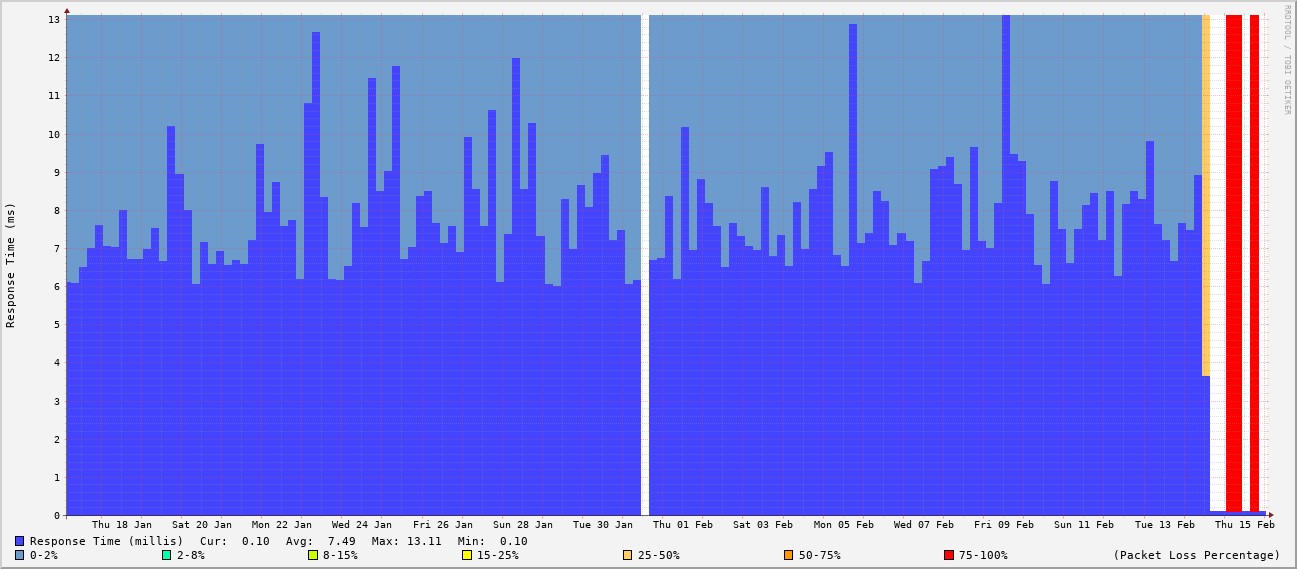 RRDTOOL / TOBI OETIKER
Response Time (ms)
13
12
11
10
9
8
7
6
5
4
3
2
1
0
Thu 18 Jan Sat 20 Jan Mon 22 Jan Wed 24 Jan Fri 26 Jan Sun 28 Jan Tue 30 Jan Thu 01 Feb Sat 03 Feb Mon 05 Feb Wed 07 Feb Fri 09 Feb Sun 11 Feb Tue 13 Feb Thu 15 Feb
Response Time (millis) Cur: 0.10 Avg: 7.49 Max: 13.11 Min: 0.10
0-2% 2-8% 8-15% 15-25% 25-50% 50-75% 75-100% (Packet Loss Percentage)